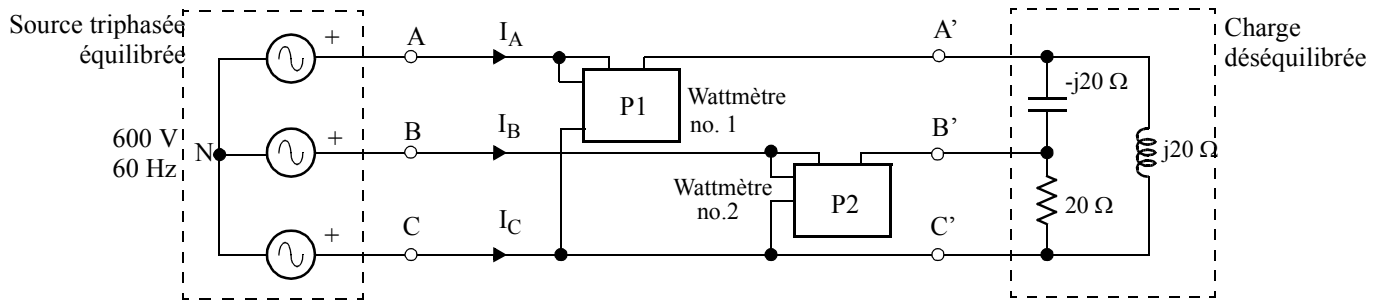 Source triphasée
équilibrée
600 V
60 Hz
N
+
+
+
A
I_A
B
I_B
C
I_C
P1
Wattmètre
no. 1
Wattmètre
no.2
P2
A’
B’
C’
-j20 Ω
20 Ω
j20 Ω
Charge
déséquilibrée